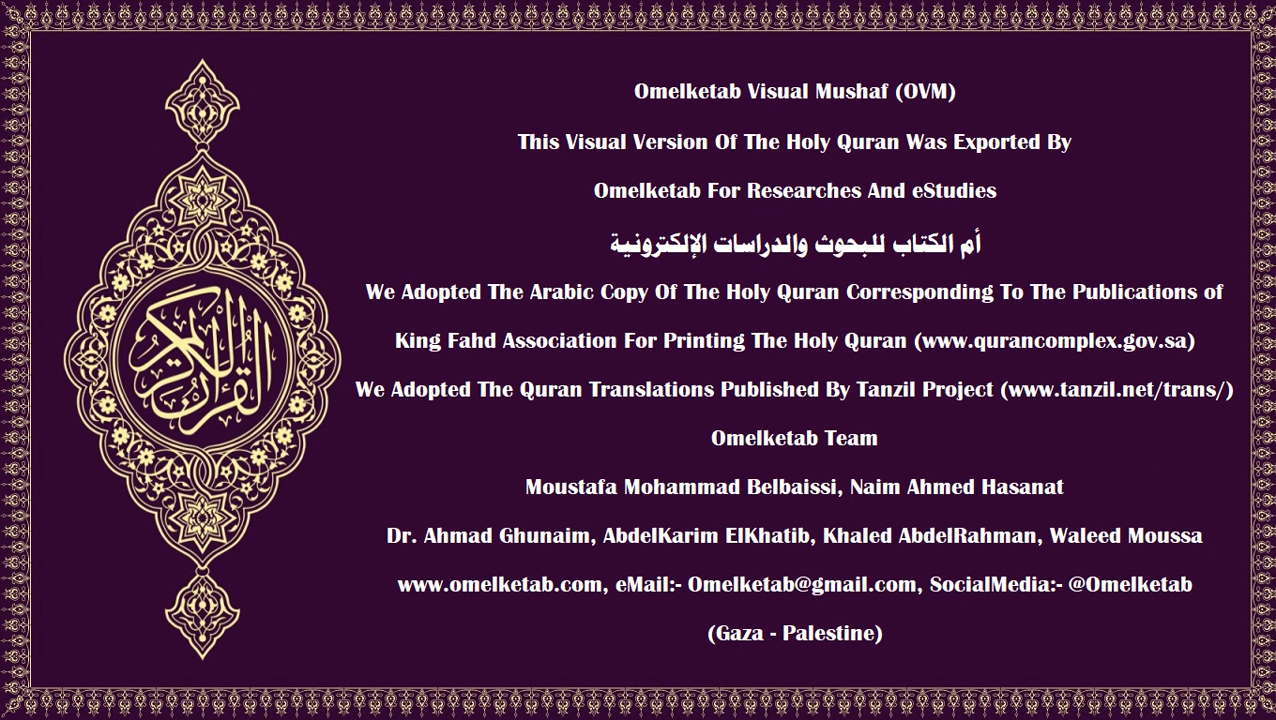 Omelketab Visual Mushaf (OVM)
This Visual Version Of The Holy Quran Was Exported By
Omelketab For Researches And eStudies
أم الكتاب للبحوث والدراسات الإلكترونية
We Adopted The Arabic Copy Of The Holy Quran Corresponding To The Publications of
King Fahd Association For Printing The Holy Quran (www.qurancomplex.gov.sa)
We Adopted The Quran Translations Published By Tanzil Project (www.tanzil.net/trans/)
Omelketab Team
Moustafa Mohammad Belbaissi, Naim Ahmed Hasanat
Dr. Ahmad Ghunaim, AbdelKarim ElKhatib, Khaled AbdelRahman, Waleed Moussa
www.omelketab.com, eMail:- Omelketab@gmail.com, SocialMedia:- @Omelketab
(Gaza - Palestine)
القرآن الكريم